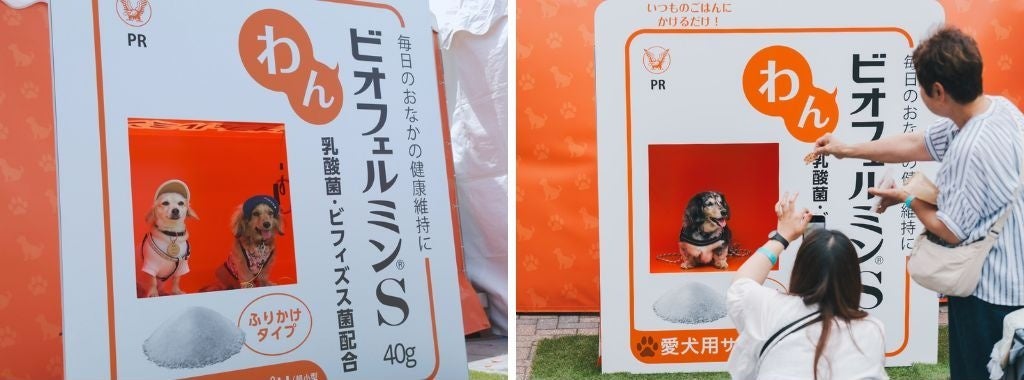 PR
わん
ビオフェルミン®S
毎日のおなかの健康維持に
乳酸菌・ビフィズス菌配合
ふりかけ
タイプ
40g
いつものごはんに
かけるだけ！
PR
わん
ビオフェルミンS
毎日のおな
の健
乳酸菌・ビ
愛犬用サ